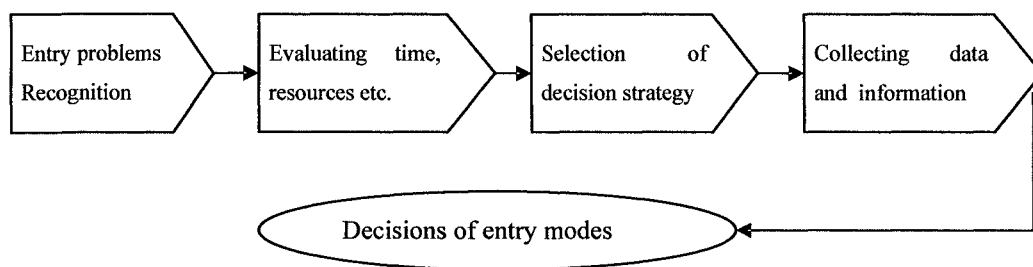 Entry problems
Recognition
Evaluating time,
resources etc.
Selection of
decision strategy
Collecting data
and information
Decisions of entry modes